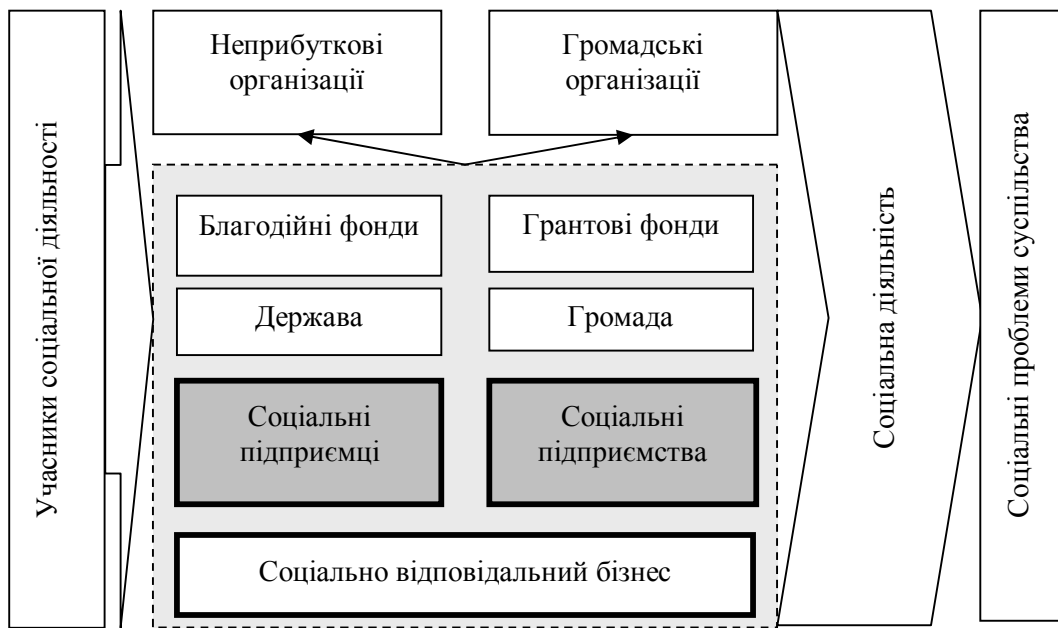 Учасники соціальної діяльності
Неприбуткові
організації
Громадські
організації
Благодійні фонди
Грантові фонди
Держава
Громада
Соціальні
підприємці
Соціальні
підприємства
Соціально відповідальний бізнес
Соціальна діяльність
Соціальні проблеми суспільства